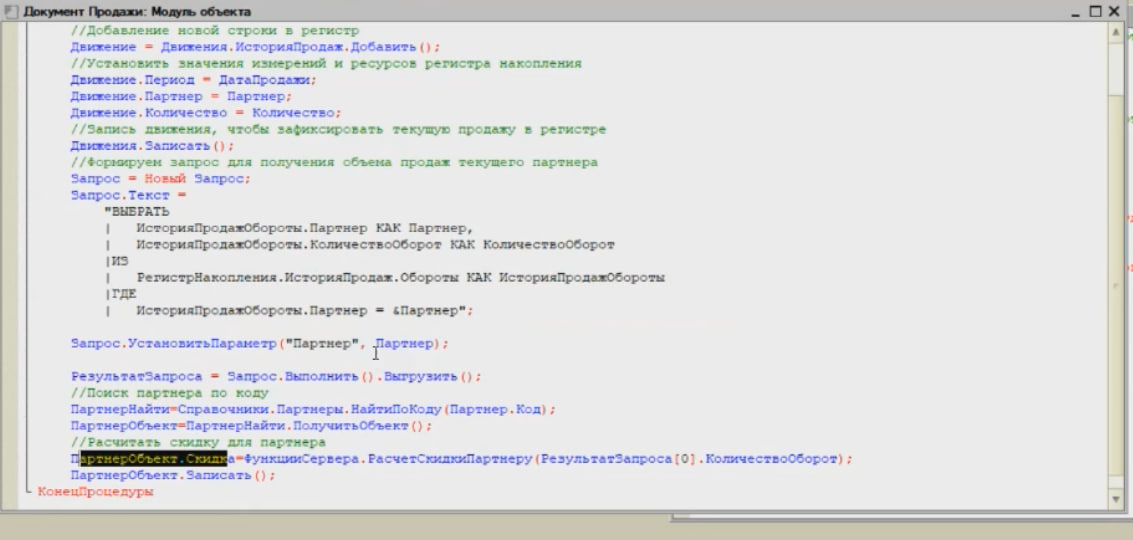 Документ Продажи: Модуль объекта
//Добавление новой строки в регистр
Движение = Движения.ИсторияПродаж.Добавить();
//Установить значения измерений и ресурсов регистра накопления
Движение.Период = ДатаПродажи;
Движение.Партнер = Партнер;
Движение.Количество = Количество;
//Запись движения, чтобы зафиксировать текущую продажу в регистре
Движения.Записать();
//Формируем запрос для получения объема продаж текущего партнера
Запрос = Новый Запрос;
Запрос.Текст =
"ВЫБРАТЬ
| ИсторияПродажОбороты.Партнер КАК Партнер,
| ИсторияПродажОбороты.КоличествоОборот КАК КоличествоОборот
|ИЗ
| РегистрНакопления.ИсторияПродаж.Обороты КАК ИсторияПродажОбороты
|ГДЕ
| ИсторияПродажОбороты.Партнер = &Партнер";
Запрос.УстановитьПараметр("Партнер", Партнер);
РезультатЗапроса = Запрос.Выполнить().Выгрузить();
//Поиск партнера по коду
ПартнерНайти=Справочники.Партнеры.НайтиПоКоду(Партнер.Код);
ПартнерОбъект=ПартнерНайти.ПолучитьОбъект();
//Расчитать скидку для партнера
ПартнерОбъект.Скидка=ФункцииСервера.РасчетСкидкиПартнеру(РезультатЗапроса[0].КоличествоОборот);
ПартнерОбъект.Записать();
КонецПроцедуры